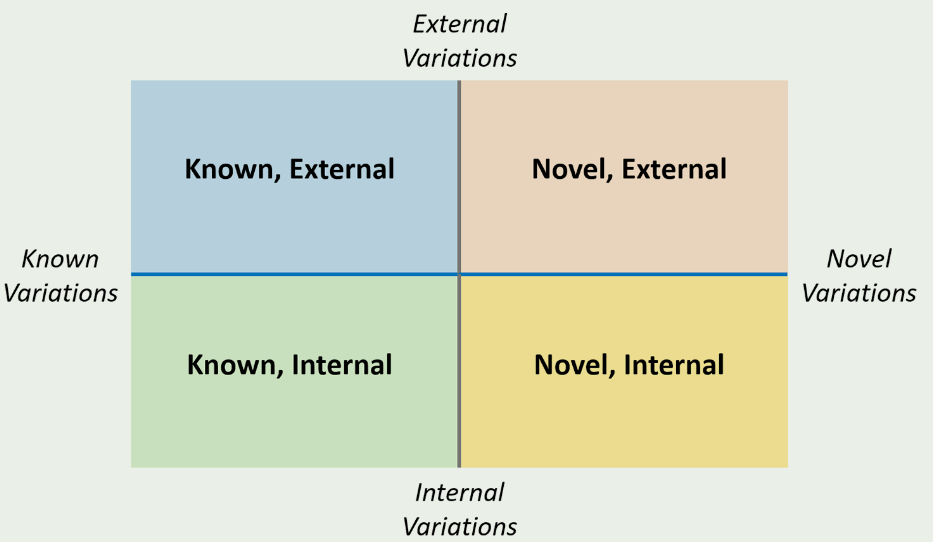 External
Variations
Known, External
Novel, External
Known
Variations
Novel
Variations
Known, Internal
Novel, Internal
Internal
Variations